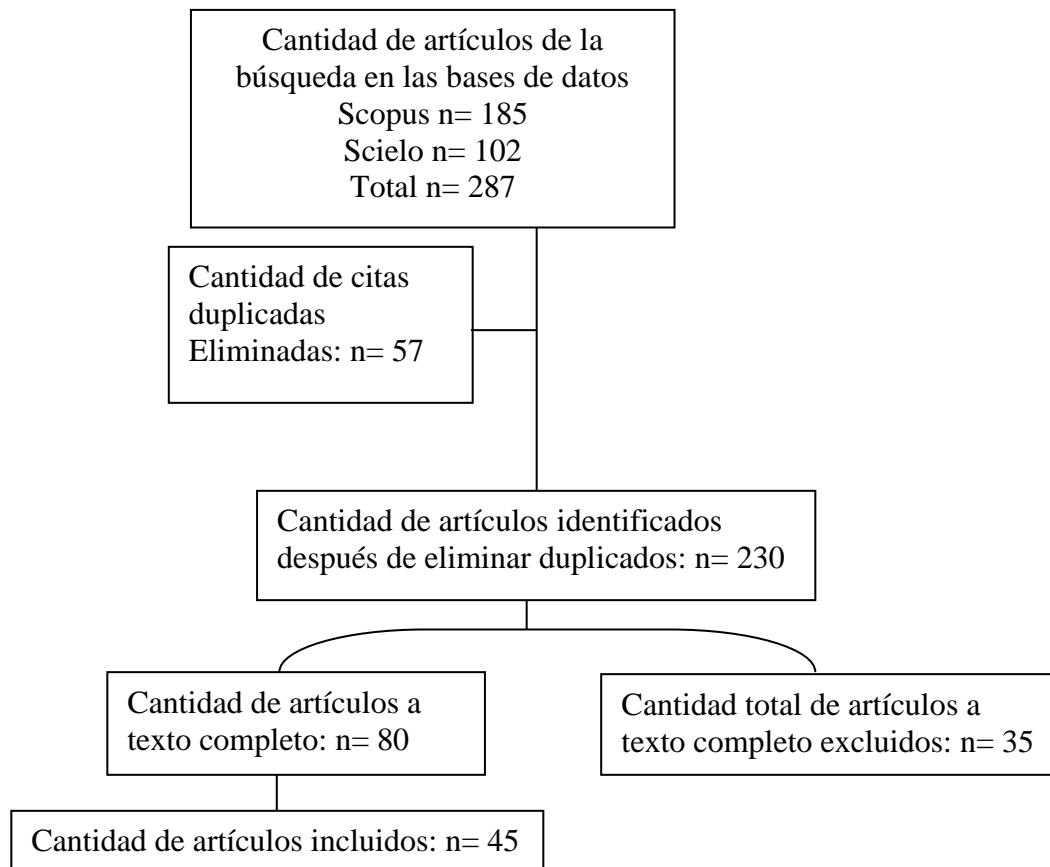 Cantidad de artículos de la
búsqueda en las bases de datos
Scopus n= 185
Scielo n= 102
Total n= 287
Cantidad de citas
duplicadas
Eliminadas: n= 57
Cantidad de artículos identificados
después de eliminar duplicados: n= 230
Cantidad de artículos a
texto completo: n= 80
Cantidad total de artículos a
texto completo excluidos: n= 35
Cantidad de artículos incluidos: n= 45